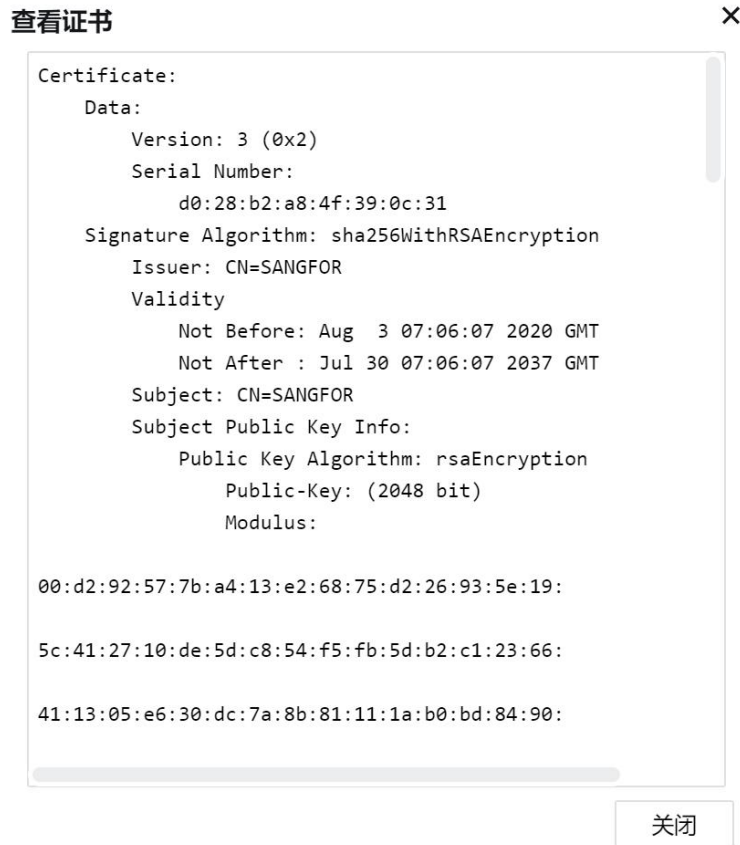 查看证书
Certificate:
    Data:
        Version: 3 (0x2)
        Serial Number:
            d0:28:b2:a8:4f:39:0c:31
    Signature Algorithm: sha256WithRSAEncryption
        Issuer: CN=SANGFOR
        Validity
            Not Before: Aug  3 07:06:07 2020 GMT
            Not After : Jul 30 07:06:07 2037 GMT
        Subject: CN=SANGFOR
        Subject Public Key Info:
            Public Key Algorithm: rsaEncryption
                Public-Key: (2048 bit)
                Modulus:
00:d2:92:57:7b:a4:13:e2:68:75:d2:26:93:5e:19:
5c:41:27:10:de:5d:c8:54:f5:fb:5d:b2:c1:23:66:
41:13:05:e6:30:dc:7a:8b:81:11:1a:b0:bd:84:90:
关闭